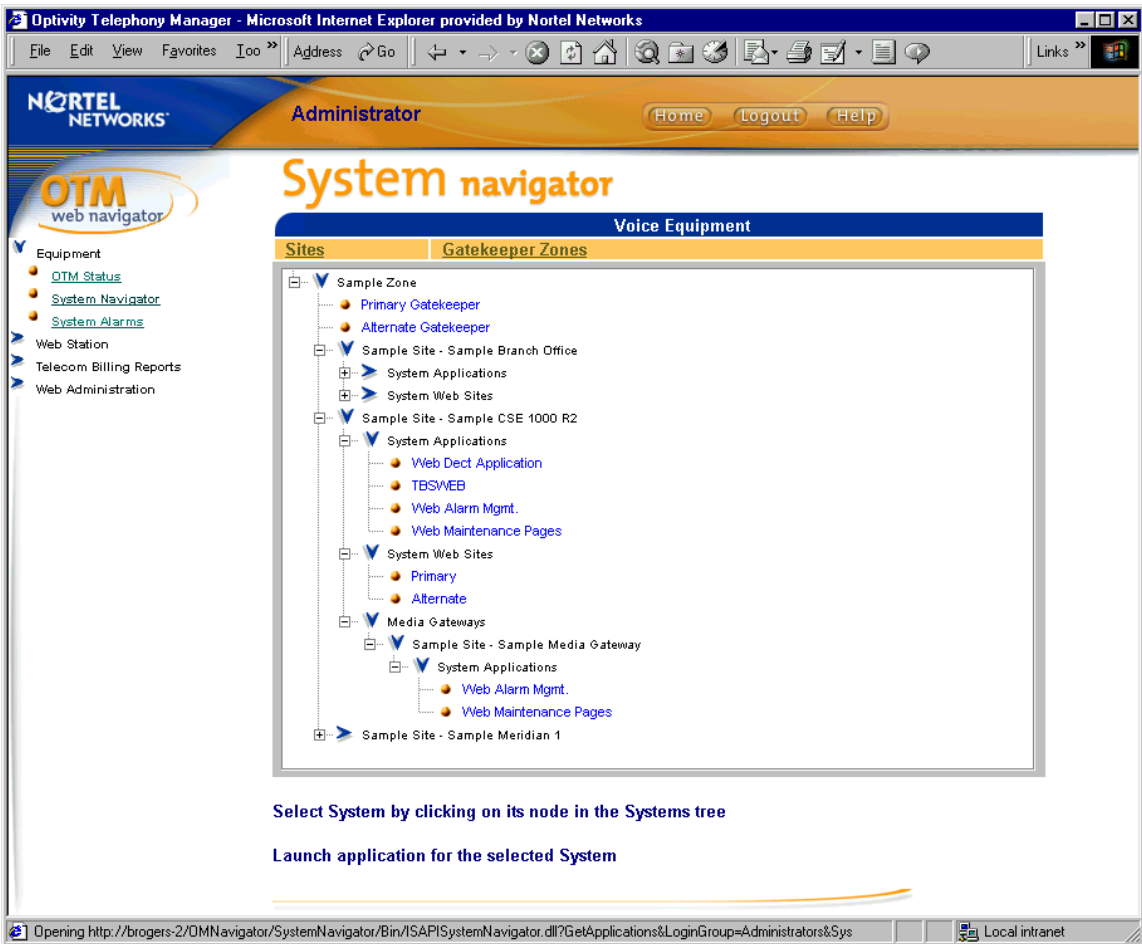 Optivity Telephony Manager - Microsoft Internet Explorer provided by Nortel Networks
File Edit View Favorites Too » Address Go Links »
NORTEL
NETWORKS
Administrator
Home Logout Help
OTM
web navigator
System navigator
Voice Equipment
Sites Gatekeeper Zones
Equipment
OTM Status
System Navigator
System Alarms
Web Station
Telecom Billing Reports
Web Administration
Sample Zone
Primary Gatekeeper
Alternate Gatekeeper
Sample Site - Sample Branch Office
System Applications
System Web Sites
Sample Site - Sample CSE 1000 R2
System Applications
Web Dect Application
TBSWEB
Web Alarm Mgmt.
Web Maintenance Pages
System Web Sites
Primary
Alternate
Media Gateways
Sample Site - Sample Media Gateway
System Applications
Web Alarm Mgmt.
Web Maintenance Pages
Sample Site - Sample Meridian 1
Select System by clicking on its node in the Systems tree
Launch application for the selected System
Opening http://brogers-2/OMNavigator/SystemNavigator/Bin/ISAPISystemNavigator.dll?GetApplications&LoginGroup=Administrators&Sys Local intranet